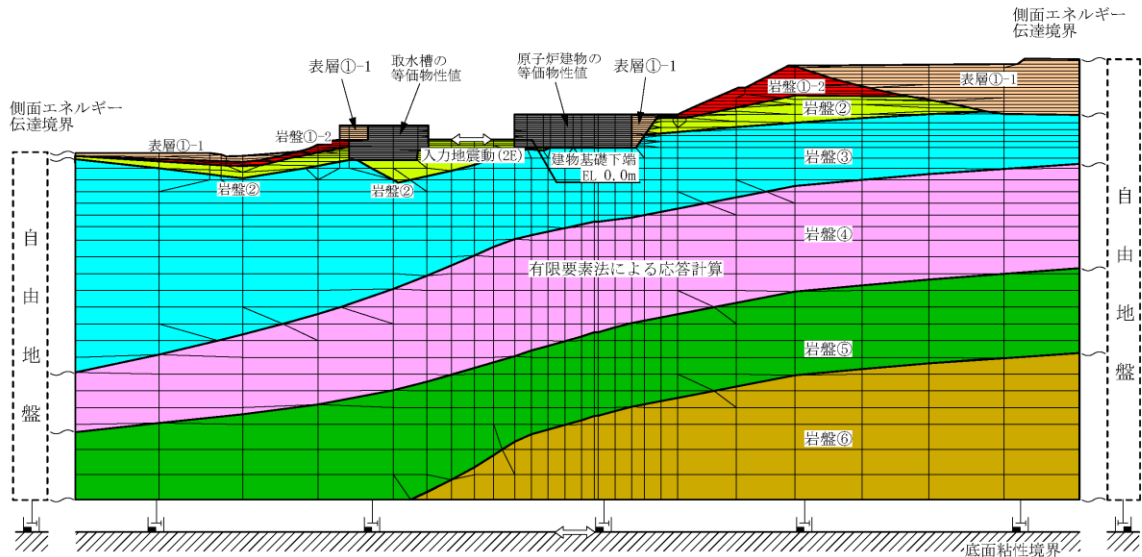 側面エネルギー
伝達境界
取水槽の
等価物性値
原子炉建物の
等価物性値
表層①-1
表層①-1
岩盤①-2
表層①-1
側面エネルギー
伝達境界
岩盤②
岩盤①-2
表層①-1
入力地震動(2E)
建物基礎下端
EL 0.0m
岩盤③
岩盤②
岩盤②
自由地盤
自由地盤
岩盤④
有限要素法による応答計算
岩盤⑤
岩盤⑥
底面粘性境界